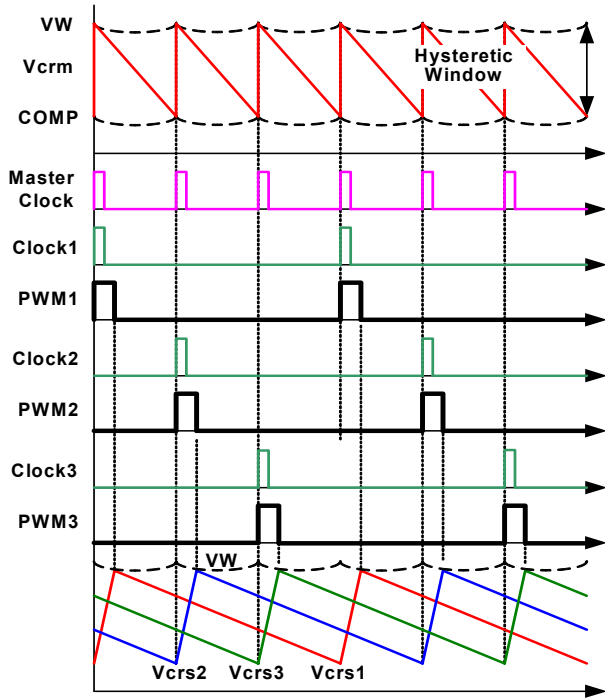 VW
Vcrm
Hysteretic
Window
COMP
Master
Clock
Clock1
PWM1
Clock2
PWM2
Clock3
PWM3
VW
Vcrs2 Vcrs3 Vcrs1